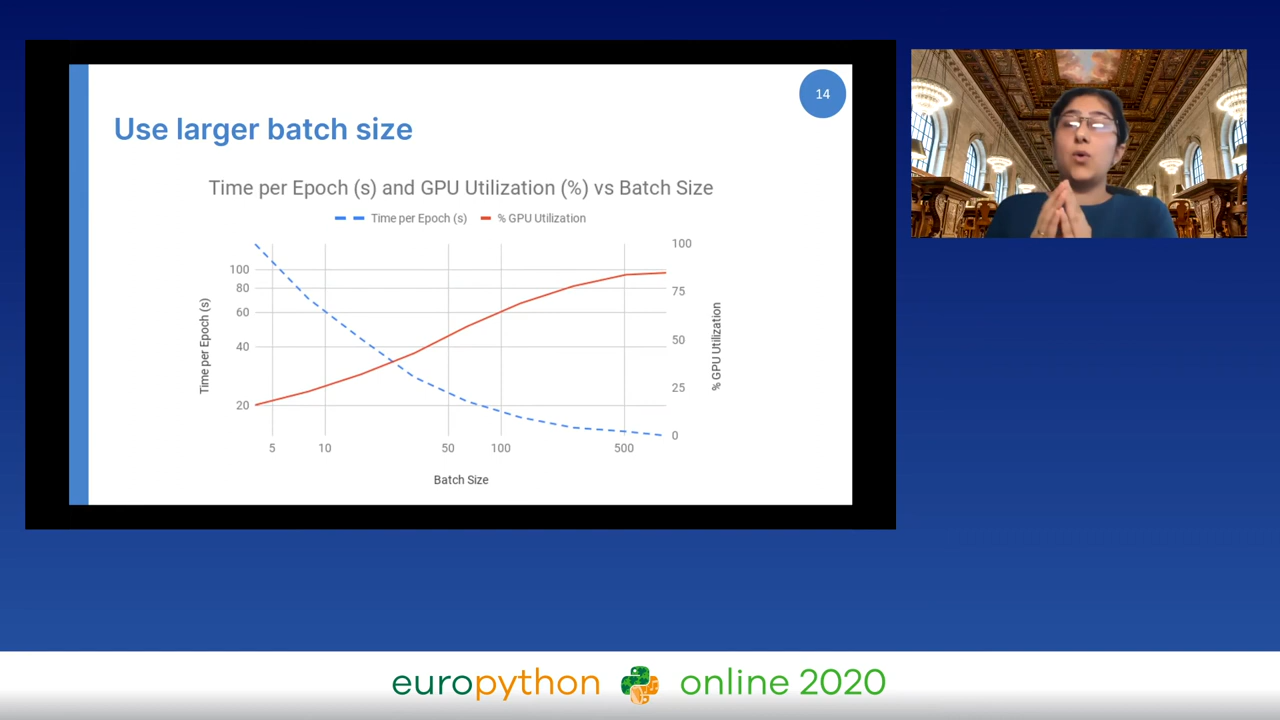 14
Use larger batch size
Time per Epoch (s) and GPU Utilization (%) vs Batch Size
Time per Epoch (s) % GPU Utilization
Time per Epoch (s)
100
80
60
40
20
100
75
50
25
0
% GPU Utilization
5 10 50 100 500
Batch Size
europython online 2020